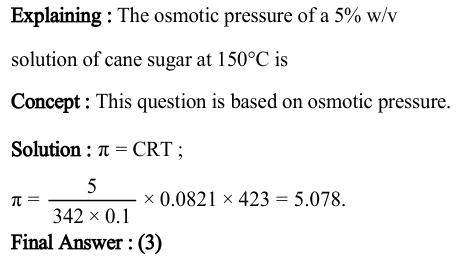 Explaining : The osmotic pressure of a 5% w/v
solution of cane sugar at 150°C is
Concept : This question is based on osmotic pressure.
Solution : π = CRT ;
π = 5 / (342 × 0.1) × 0.0821 × 423 = 5.078.
Final Answer : (3)